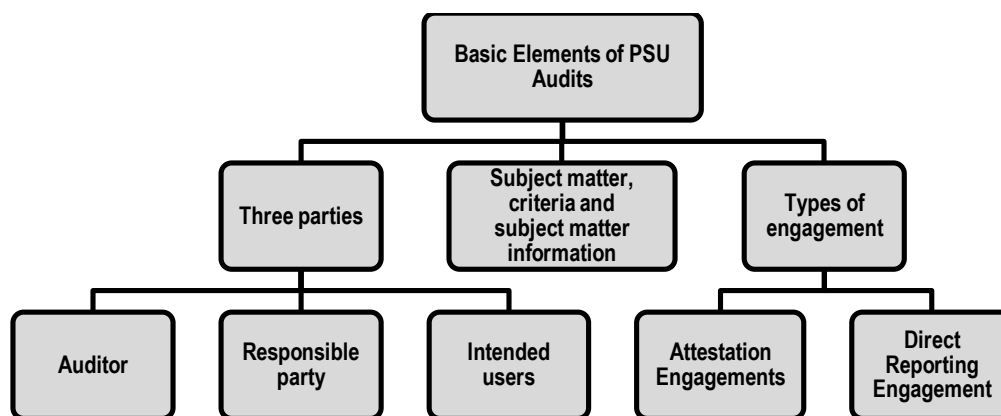 Basic Elements of PSU
Audits
Three parties
Subject matter,
criteria and
subject matter
information
Types of
engagement
Auditor
Responsible
party
Intended
users
Attestation
Engagements
Direct
Reporting
Engagement